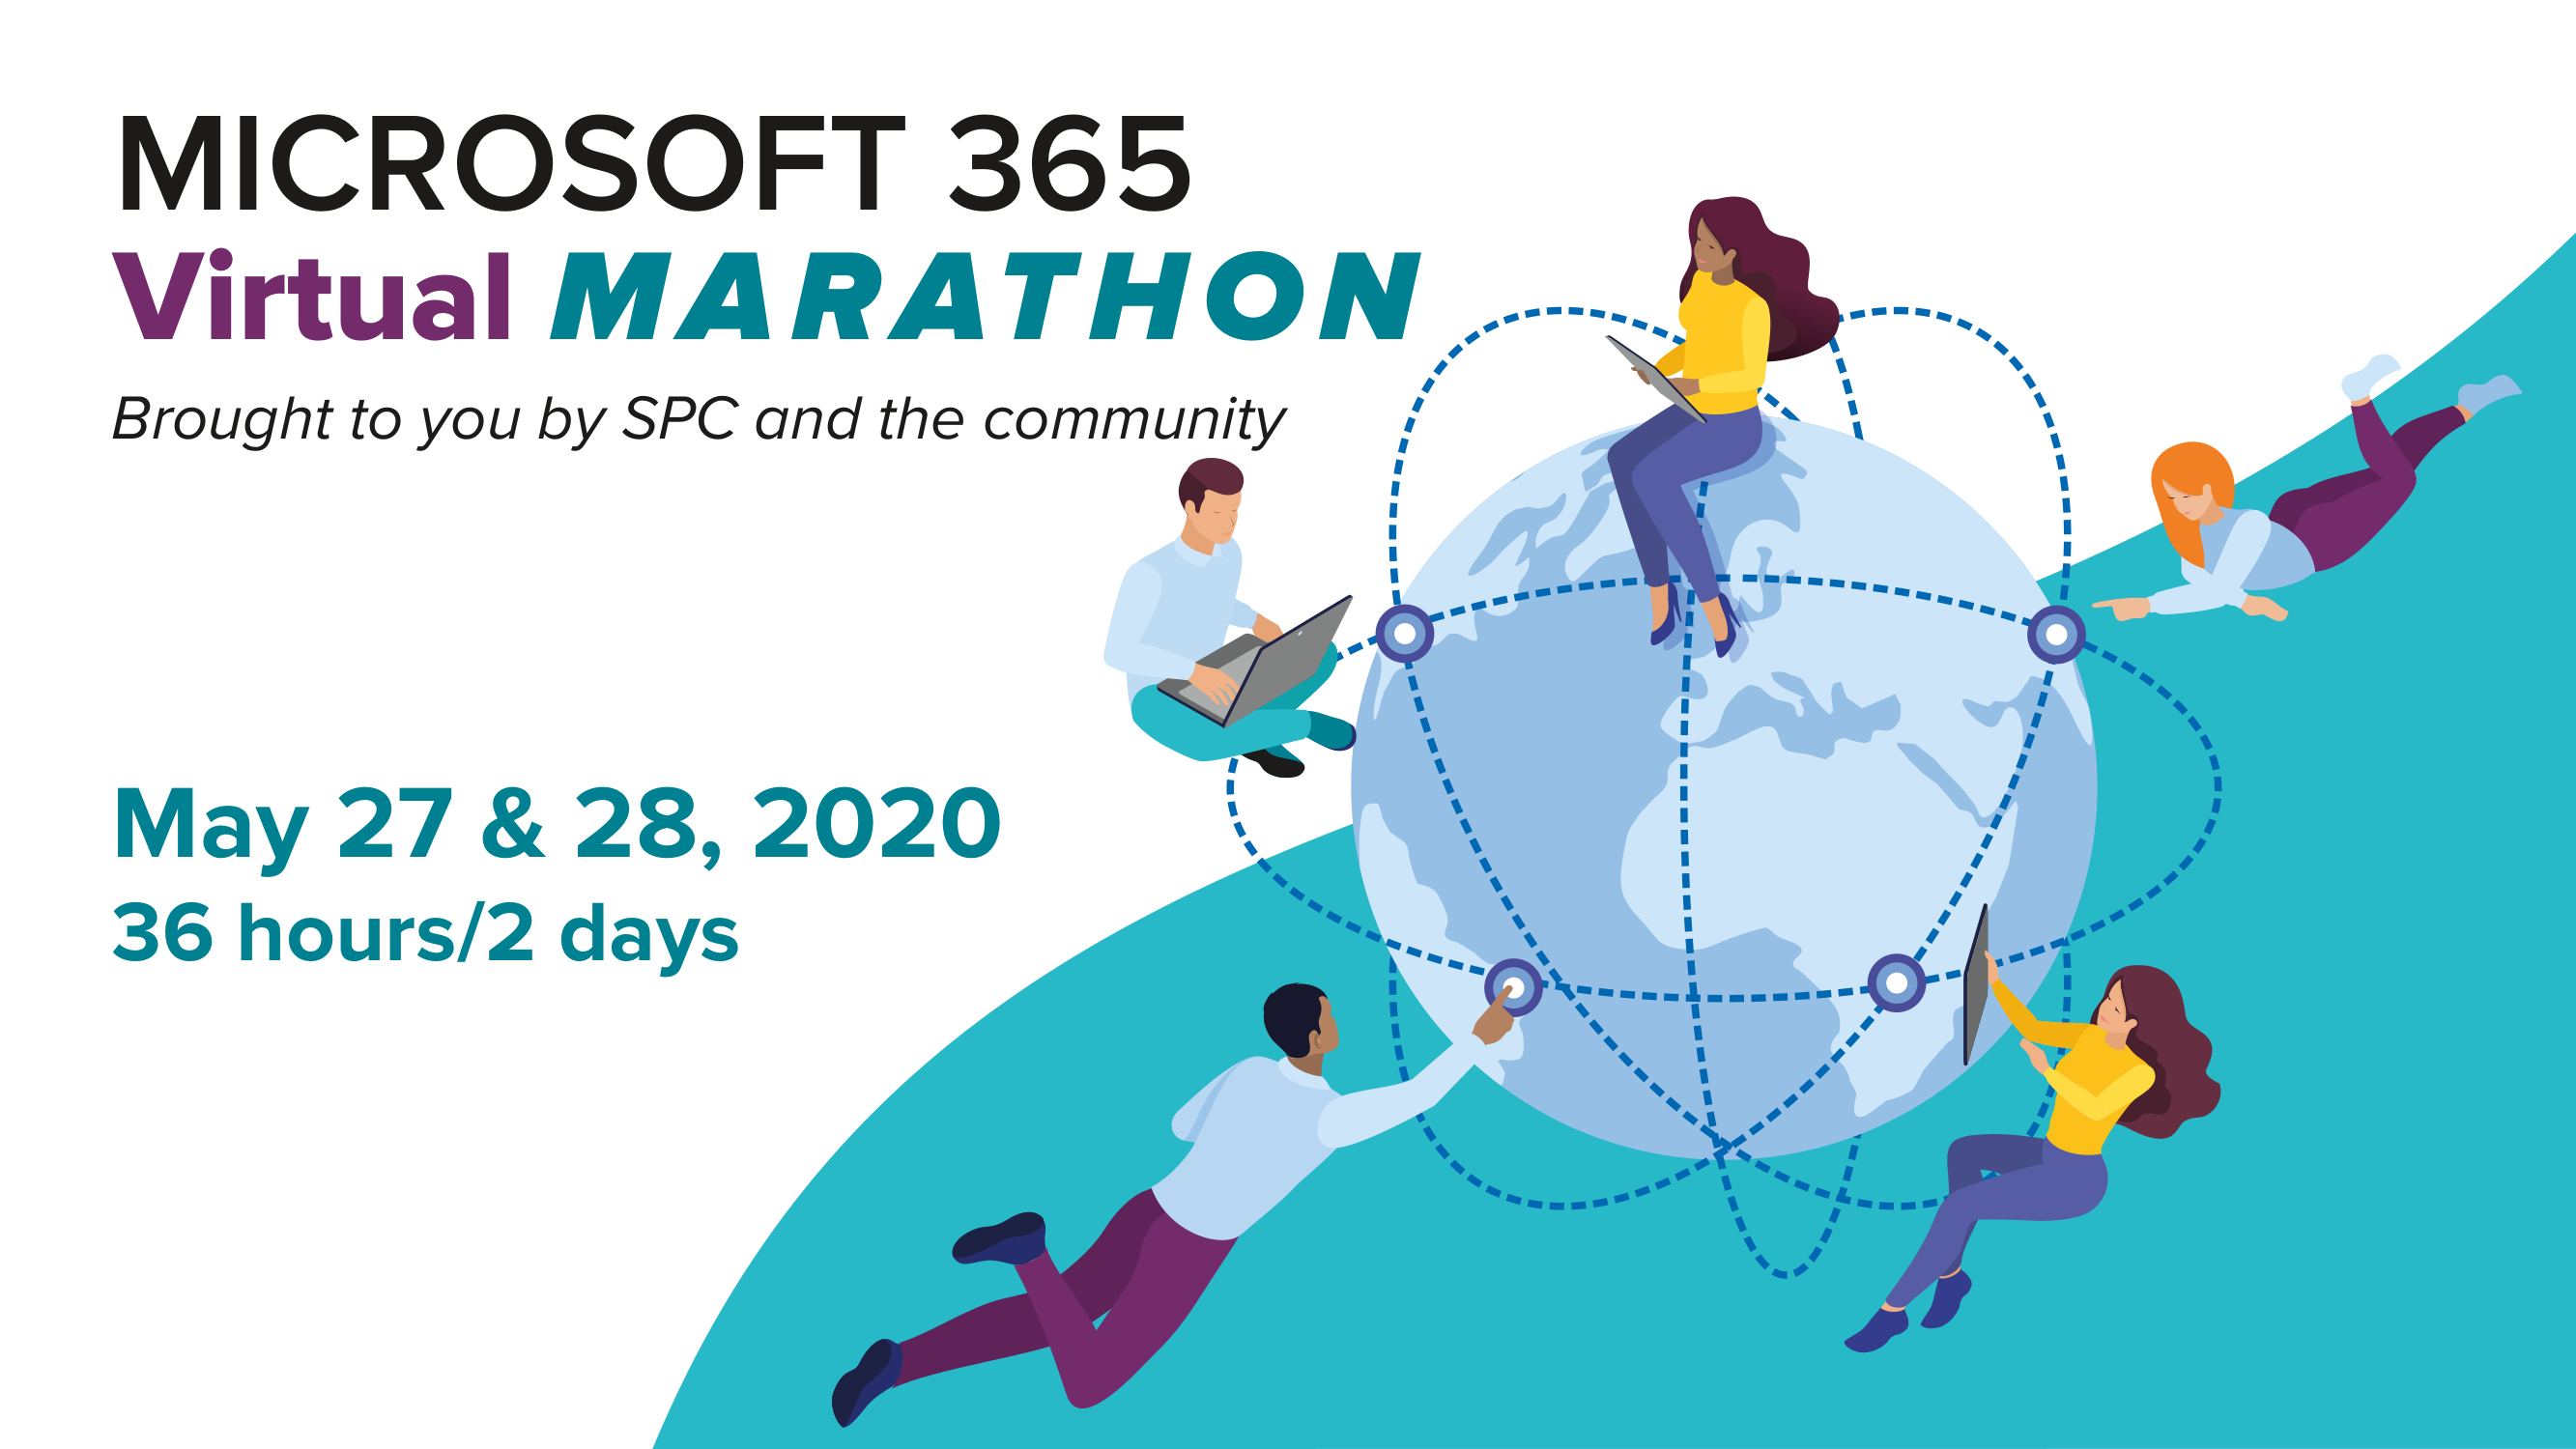 MICROSOFT 365
Virtual MARATHON
Brought to you by SPC and the community
May 27 & 28, 2020
36 hours/2 days